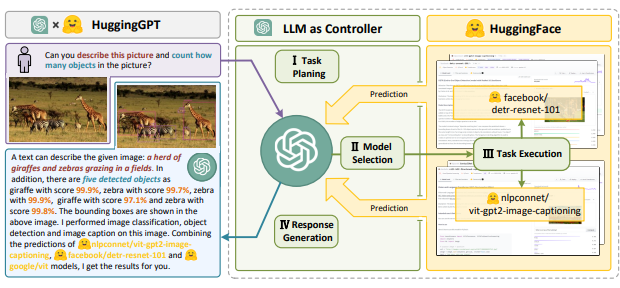 HuggingGPT
LLM as Controller
HuggingFace
Can you describe this picture and count
how many objects in the picture?
A text can describe the given image: a herd of
giraffes and zebras grazing in a fields. In
addition, there are five detected objects as
giraffe with score 99.9%, zebra with score 99.7%, zebra
with 99.9%, giraffe with score 97.1% and zebra with
score 99.8%. The bounding boxes are shown in the
above image. I performed image classification, object
detection and image caption on this image. Combining
the predictions of nlpconnet/vit-gpt2-image-
captioning, facebook/detr-resnet-101 and
google/vit models, I get the results for you.
Ⅰ Task
Planing
Ⅱ Model
Selection
Ⅳ Response
Generation
Prediction
Prediction
facebook/
detr-resnet-101
Ⅲ Task Execution
nlpconnet/
vit-gpt2-image-captioning